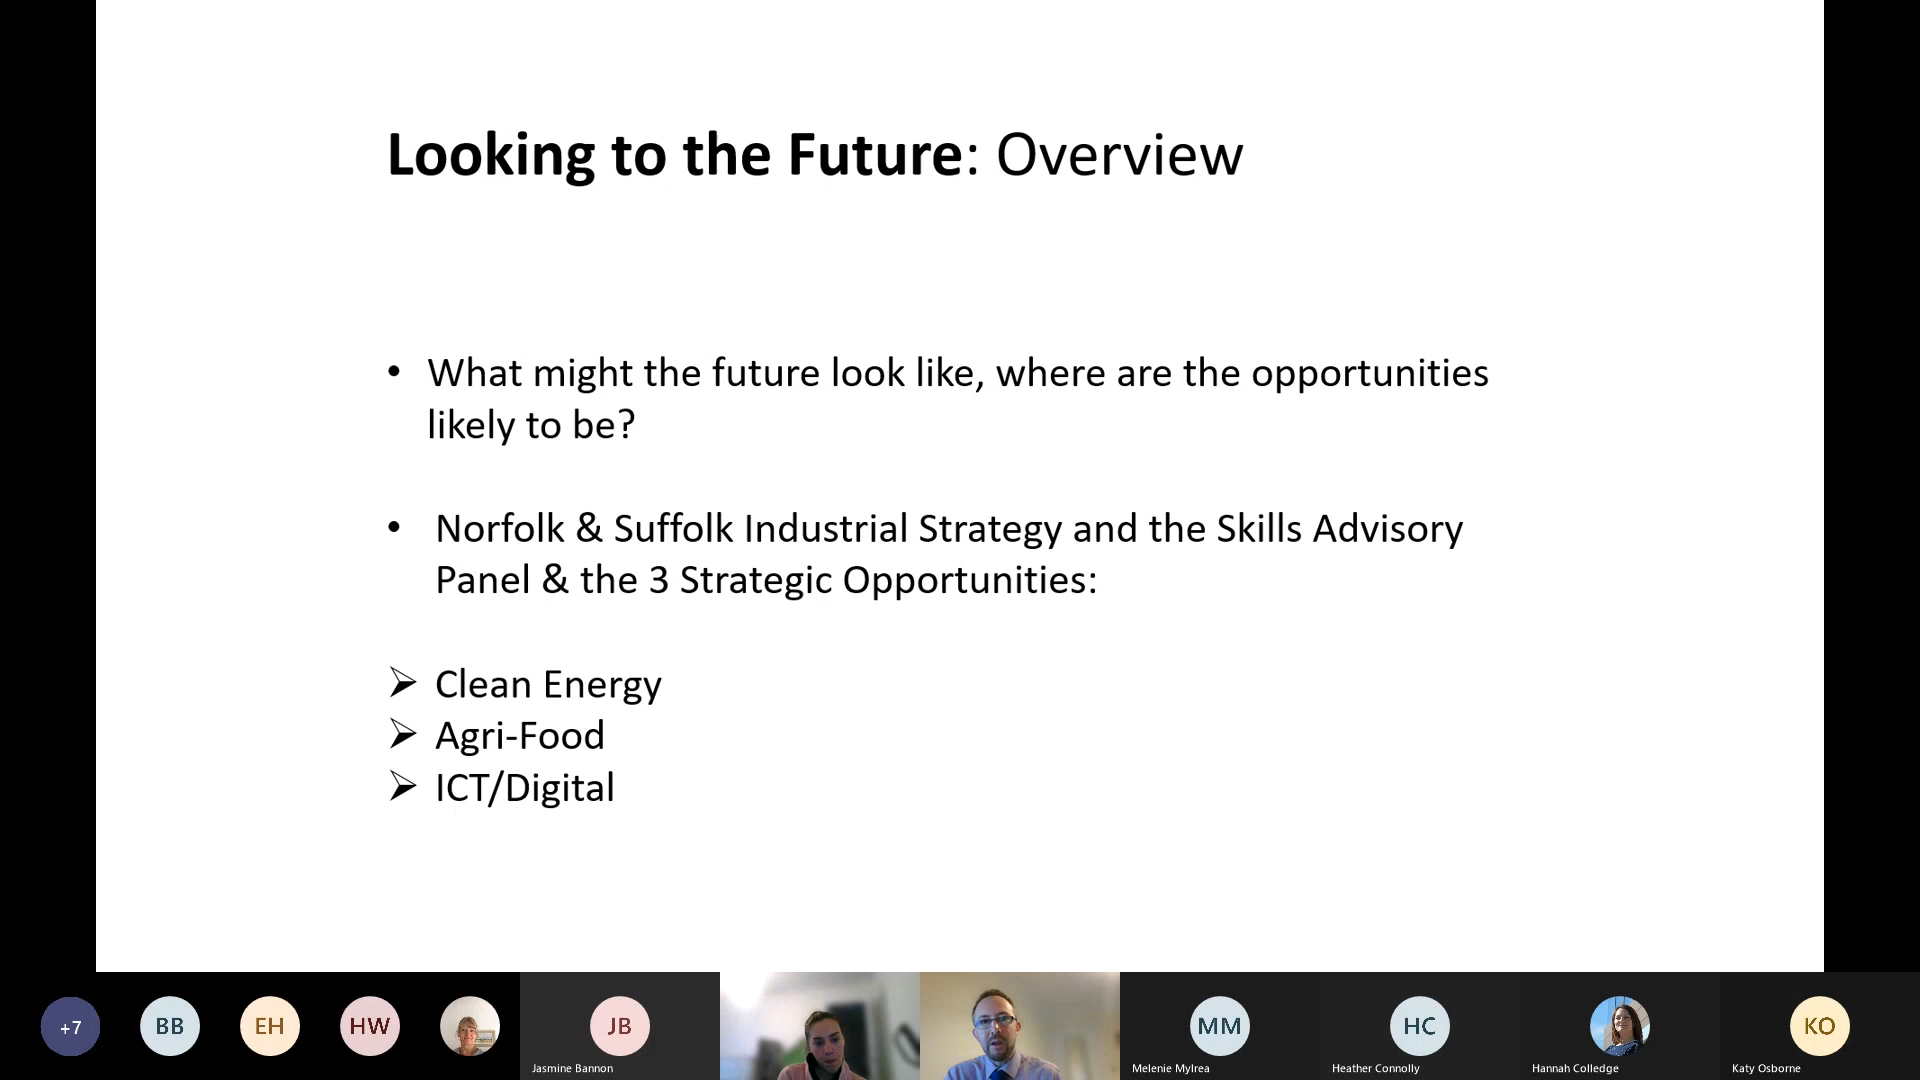 Looking to the Future: Overview
• What might the future look like, where are the opportunities
likely to be?
• Norfolk & Suffolk Industrial Strategy and the Skills Advisory
Panel & the 3 Strategic Opportunities:
➢ Clean Energy
➢ Agri-Food
➢ ICT/Digital
+7
BB
EH
HW
JB
Jasmine Bannon
MM
Melenie Mylrea
HC
Heather Connolly
Hannah Colledge
KO
Katy Osborne